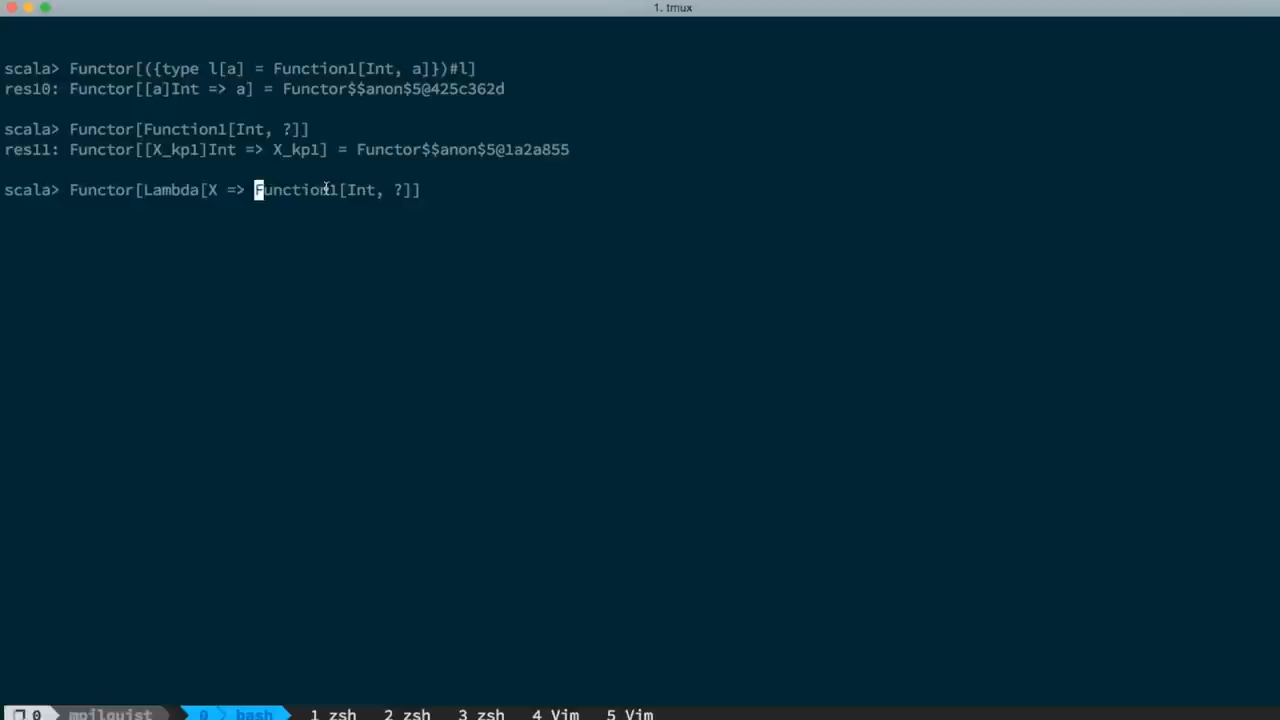 1. tmux
scala> Functor[({type l[a] = Function1[Int, a]})#l]
res10: Functor[[a]Int => a] = Functor$$anon$5@425c362d
scala> Functor[Function1[Int, ?]]
res11: Functor[[X_kp1]Int => X_kp1] = Functor$$anon$5@1a2a855
scala> Functor[Lambda[X => Function1[Int, ?]]
0 mpilquist 0 bash 1 zsh 2 zsh 3 zsh 4 Vim 5 Vim